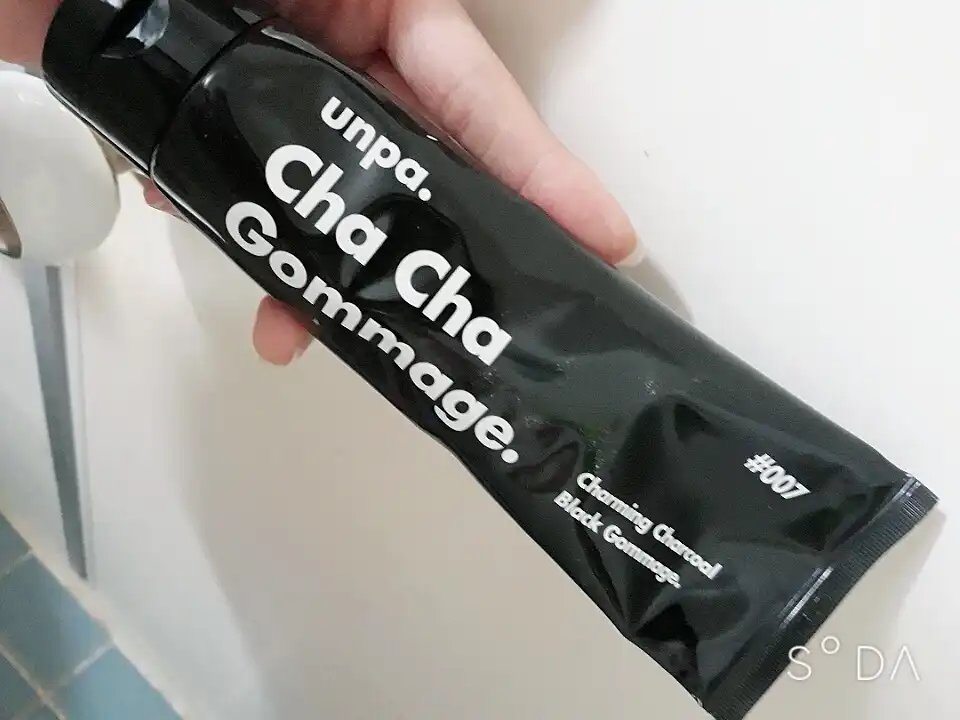 unpa.
Cha Cha
Gommage.
#007
Charming Charcoal
Black Gommage.
S°DA